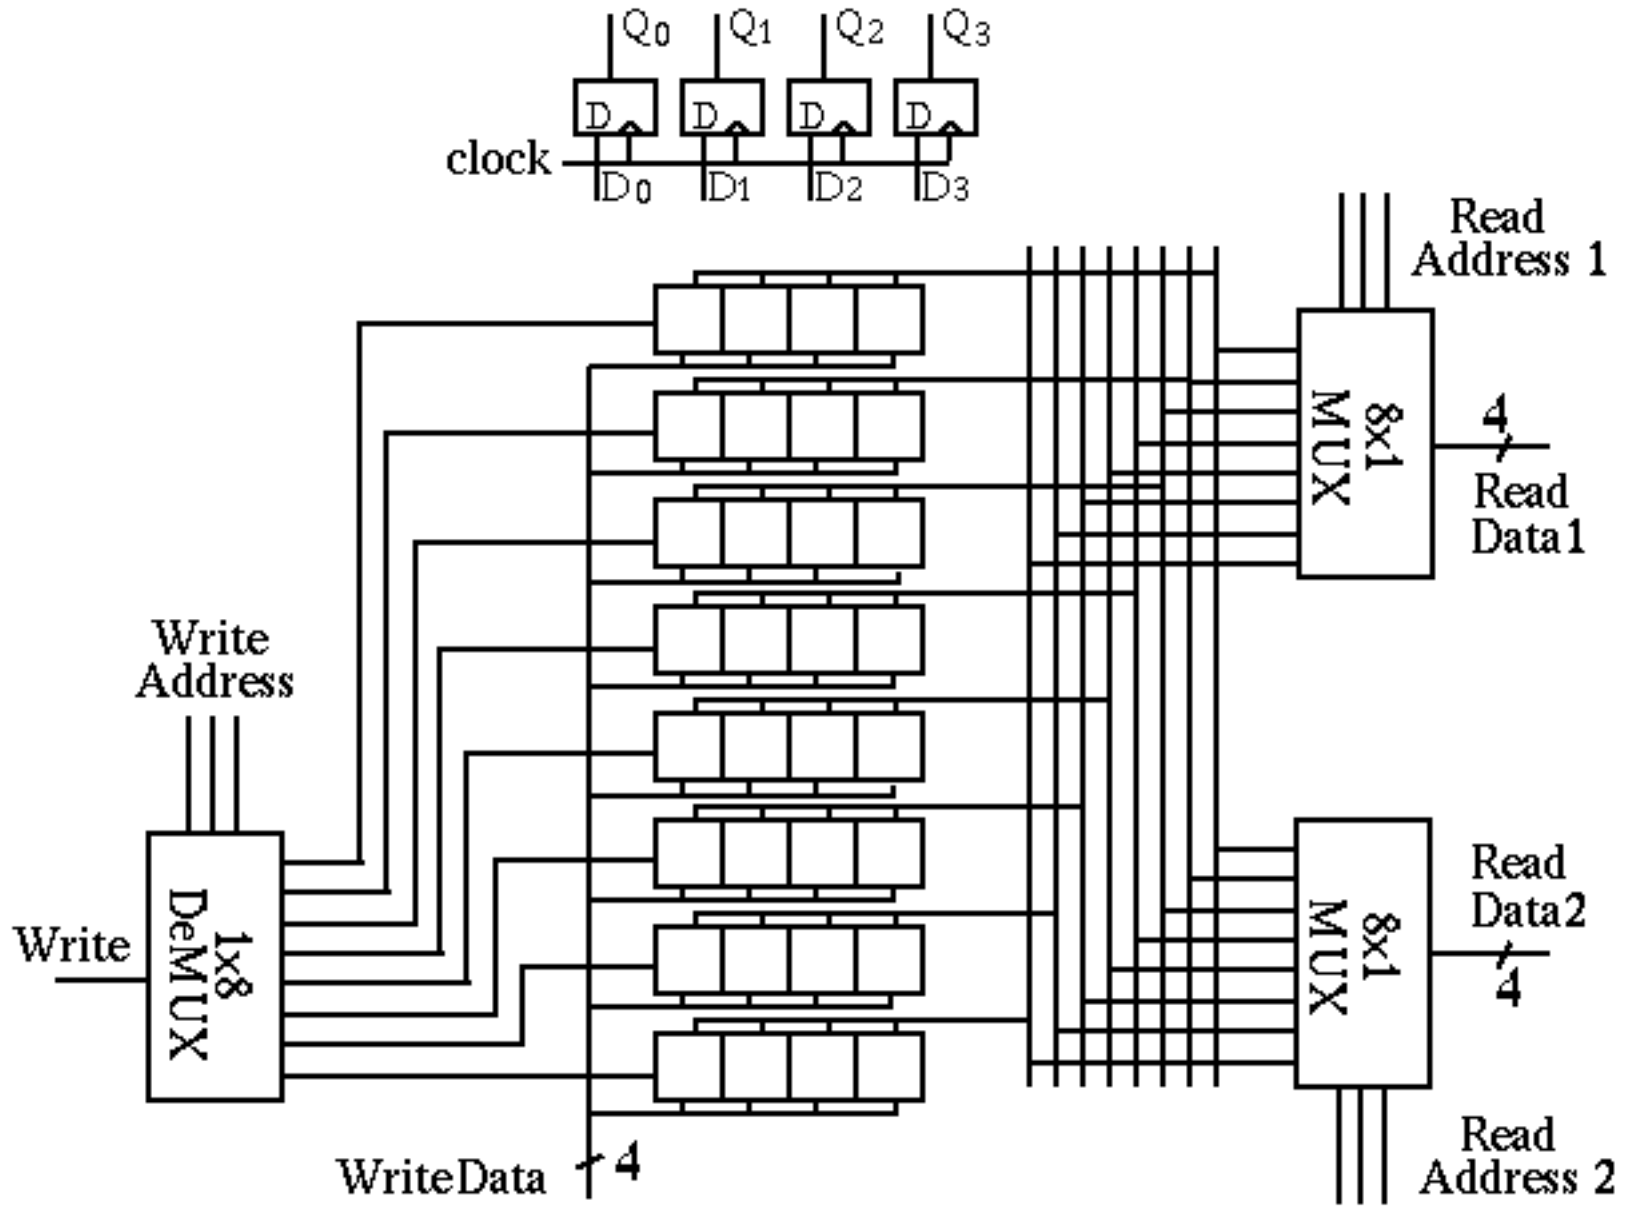 Q0 Q1 Q2 Q3
D D D D
clock
D0 D1 D2 D3
Read
Address 1
8x1
MUX
4
Read
Data1
Write
Address
1x8
DeMUX
Write
Read
Data2
8x1
MUX
4
WriteData 4
Read
Address 2